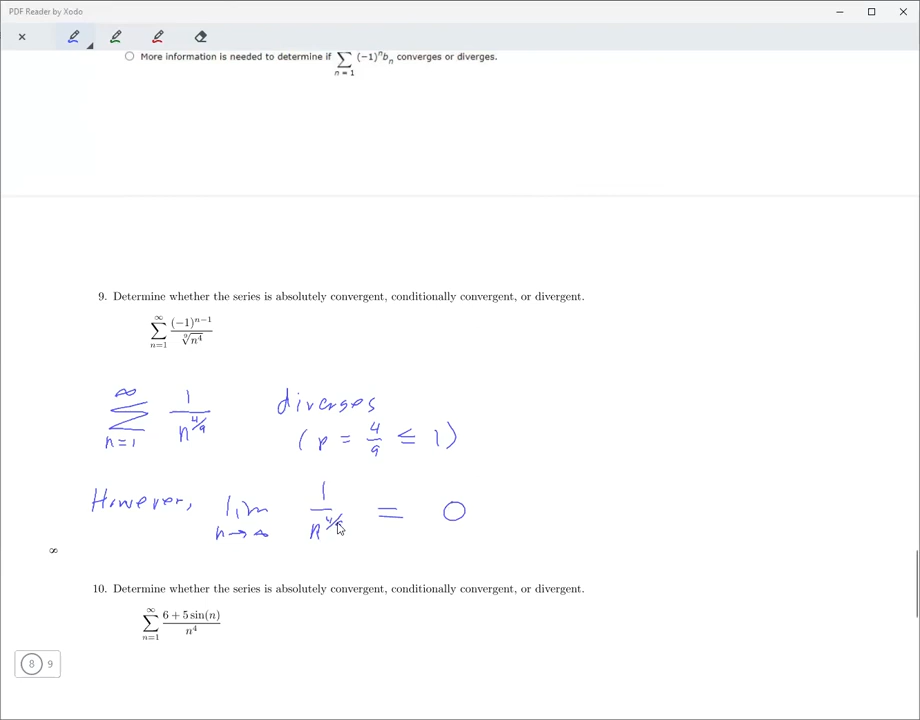 PDF Reader by Xodo
More information is needed to determine if ∑ n = 1 (-1)ⁿbₙ converges or diverges.
9. Determine whether the series is absolutely convergent, conditionally convergent, or divergent.
∞ ∑ n=1 (−1)ⁿ⁻¹ / ⁹√n⁴
∞ ∑ n=1 1 / n^4/9 diverges
( p = 4/9 ≤ 1 )
However, lim n→∞ 1 / n^4/9 = 0
∞
10. Determine whether the series is absolutely convergent, conditionally convergent, or divergent.
∞ ∑ n=1 6 + 5 sin(n) / n⁴
8 9